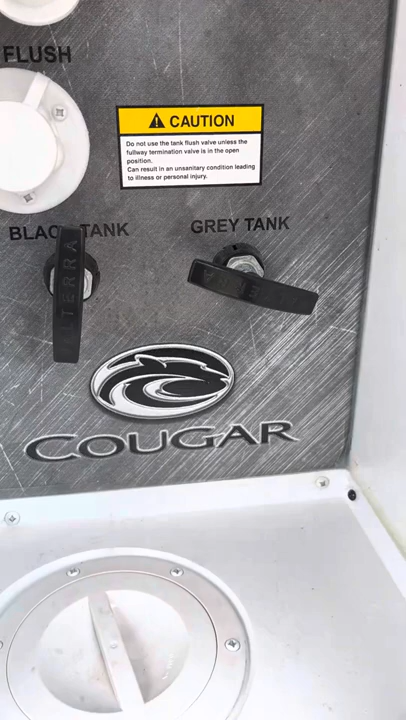 FLUSH
CAUTION
Do not use the tank flush valve unless the
fullway termination valve is in the open
position.
Can result in an unsanitary condition leading
to illness or personal injury.
BLACK TANK
GREY TANK
ALTERRA
COUGAR